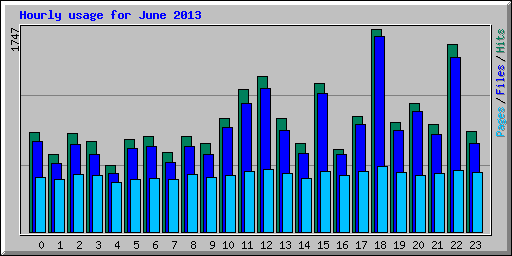 Hourly usage for June 2013
1747
Pages/Files/Hits
0 1 2 3 4 5 6 7 8 9 10 11 12 13 14 15 16 17 18 19 20 21 22 23